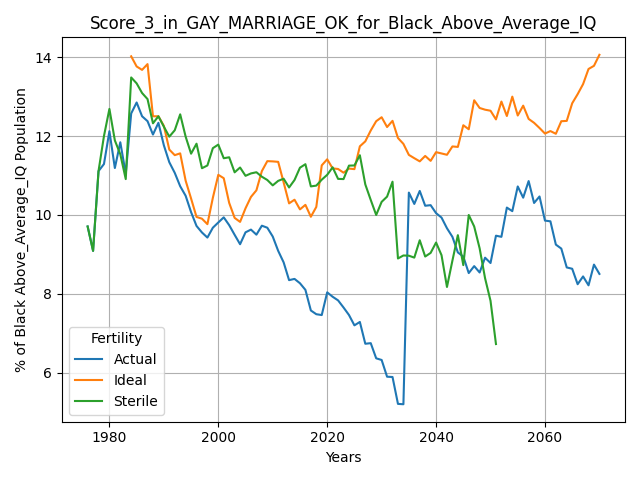 Score_3_in_GAY_MARRIAGE_OK_for_Black_Above_Average_IQ
% of Black Above_Average_IQ Population
14
12
10
8
6
Fertility
Actual
Ideal
Sterile
1980 2000 2020 2040 2060
Years